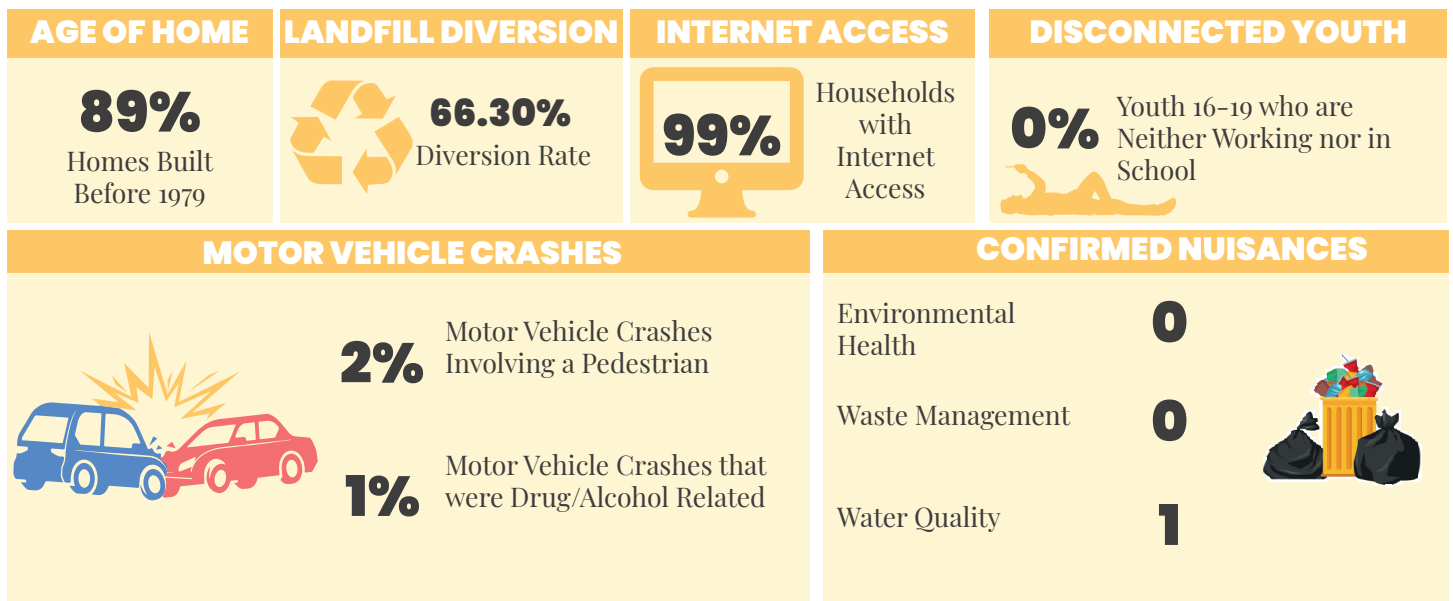 AGE OF HOME
89%
Homes Built
Before 1979
LANDFILL DIVERSION
66.30%
Diversion Rate
INTERNET ACCESS
99%
Households
with
Internet
Access
DISCONNECTED YOUTH
0%
Youth 16-19 who are
Neither Working nor in
School
MOTOR VEHICLE CRASHES
2%
Motor Vehicle Crashes
Involving a Pedestrian
1%
Motor Vehicle Crashes that
were Drug/Alcohol Related
CONFIRMED NUISANCES
Environmental
Health
0
Waste Management
0
Water Quality
1